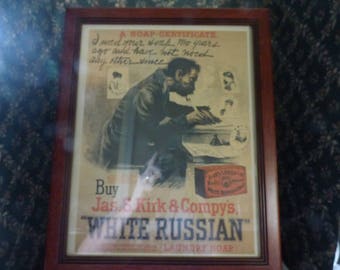 A SOAP CERTIFICATE.
I used your soap two years
ago and have not used
any other since
Buy
Jas. S. Kirk & Compy's,
"WHITE RUSSIAN"
LAUNDRY SOAP